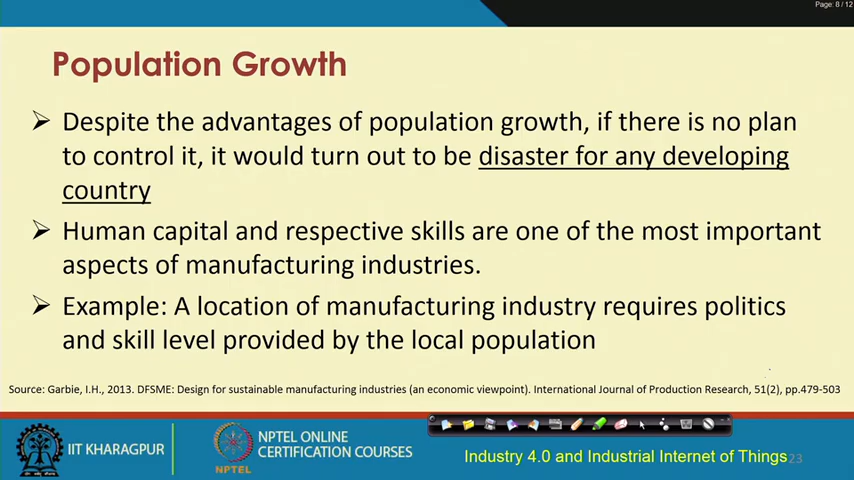 Page: 8 / 12
Population Growth
Despite the advantages of population growth, if there is no plan
to control it, it would turn out to be disaster for any developing
country
Human capital and respective skills are one of the most important
aspects of manufacturing industries.
Example: A location of manufacturing industry requires politics
and skill level provided by the local population
Source: Garbie, I.H., 2013. DFSME: Design for sustainable manufacturing industries (an economic viewpoint). International Journal of Production Research, 51(2), pp.479-503
IIT KHARAGPUR
NPTEL
NPTEL ONLINE
CERTIFICATION COURSES
Industry 4.0 and Industrial Internet of Things
23